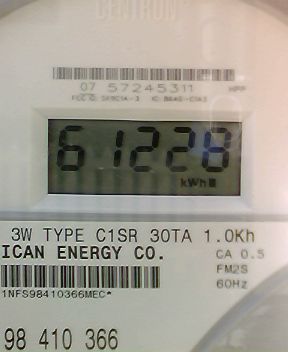 CENTRON
07 57245311
61228
kWh
3W TYPE C1SR 30TA 1.0Kh
ICAN ENERGY CO.
CA 0.5
FM2S
60Hz
1NFS98410366MEC*
98 410 366